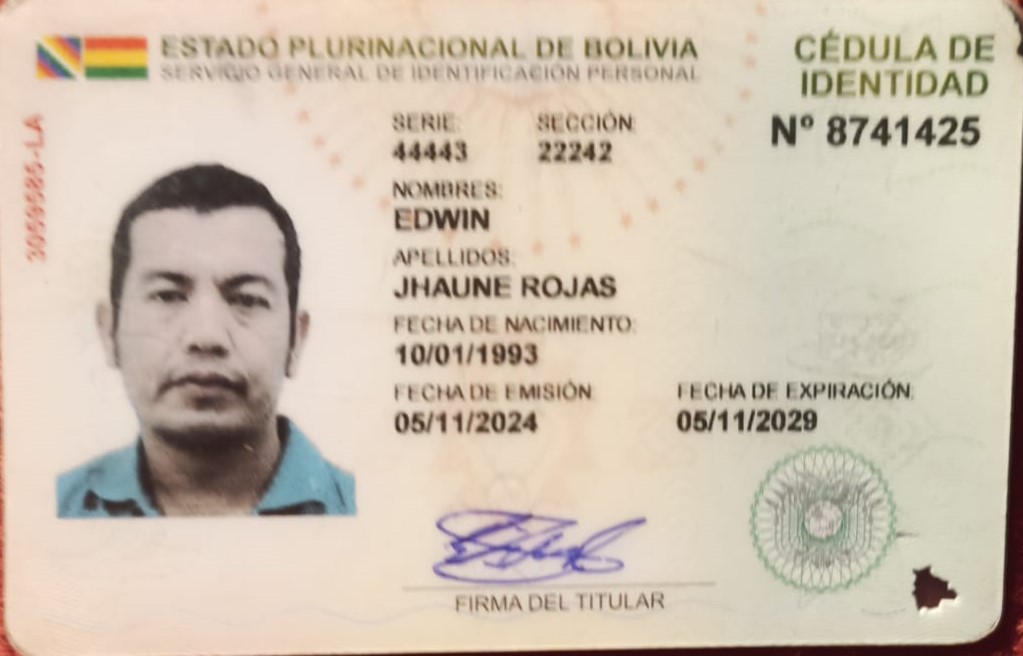 ESTADO PLURINACIONAL DE BOLIVIA
SERVICIO GENERAL DE IDENTIFICACIÓN PERSONAL
CÉDULA DE
IDENTIDAD
Nº 8741425
3059585-LA
SERIE: SECCIÓN:
44443 22242
NOMBRES:
EDWIN
APELLIDOS:
JHAUNE ROJAS
FECHA DE NACIMIENTO:
10/01/1993
FECHA DE EMISIÓN FECHA DE EXPIRACIÓN:
05/11/2024 05/11/2029
FIRMA DEL TITULAR